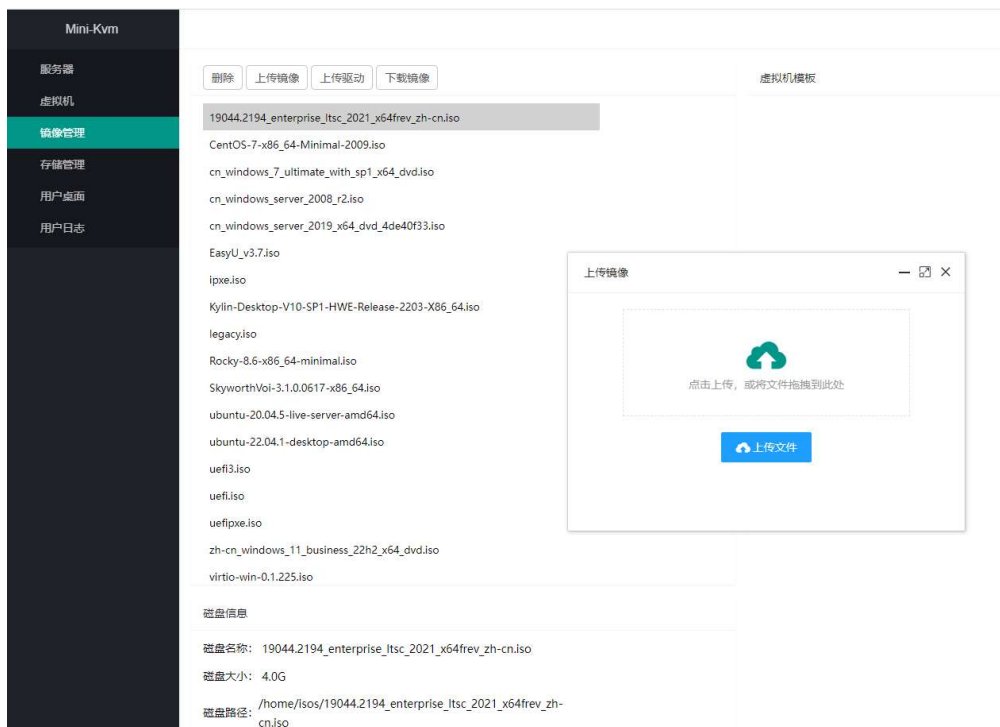 Mini-Kvm
服务器
虚拟机
镜像管理
存储管理
用户桌面
用户日志
删除 上传镜像 上传驱动 下载镜像
虚拟机模板
19044.2194_enterprise_ltsc_2021_x64frev_zh-cn.iso
CentOS-7-x86_64-Minimal-2009.iso
cn_windows_7_ultimate_with_sp1_x64_dvd.iso
cn_windows_server_2008_r2.iso
cn_windows_server_2019_x64_dvd_4de40f33.iso
EasyU_v3.7.iso
ipxe.iso
Kylin-Desktop-V10-SP1-HWE-Release-2203-X86_64.iso
legacy.iso
Rocky-8.6-x86_64-minimal.iso
SkyworthVoi-3.1.0.0617-x86_64.iso
ubuntu-20.04.5-live-server-amd64.iso
ubuntu-22.04.1-desktop-amd64.iso
uefi3.iso
uefi.iso
uefipxe.iso
zh-cn_windows_11_business_22h2_x64_dvd.iso
virtio-win-0.1.225.iso
上传镜像
点击上传，或将文件拖拽到此处
上传文件
磁盘信息
磁盘名称： 19044.2194_enterprise_ltsc_2021_x64frev_zh-cn.iso
磁盘大小： 4.0G
磁盘路径： /home/isos/19044.2194_enterprise_ltsc_2021_x64frev_zh-
cn.iso